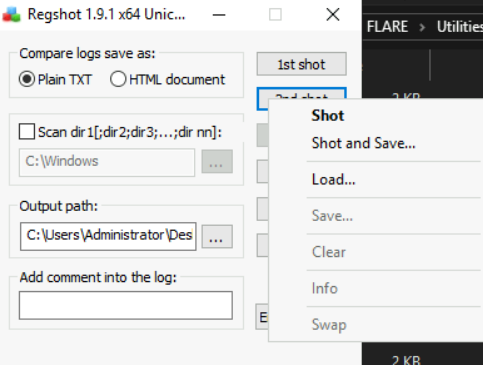 Regshot 1.9.1 x64 Unic...
FLARE > Utilities
Compare logs save as:
Plain TXT
HTML document
1st shot
2nd shot
2 KB
Shot
Shot and Save...
Load...
Save...
Clear
Info
Swap
Scan dir1[;dir2;dir3;...;dir nn]:
C:\Windows
...
Output path:
C:\Users\Administrator\Des
...
Add comment into the log:
E
2 KB